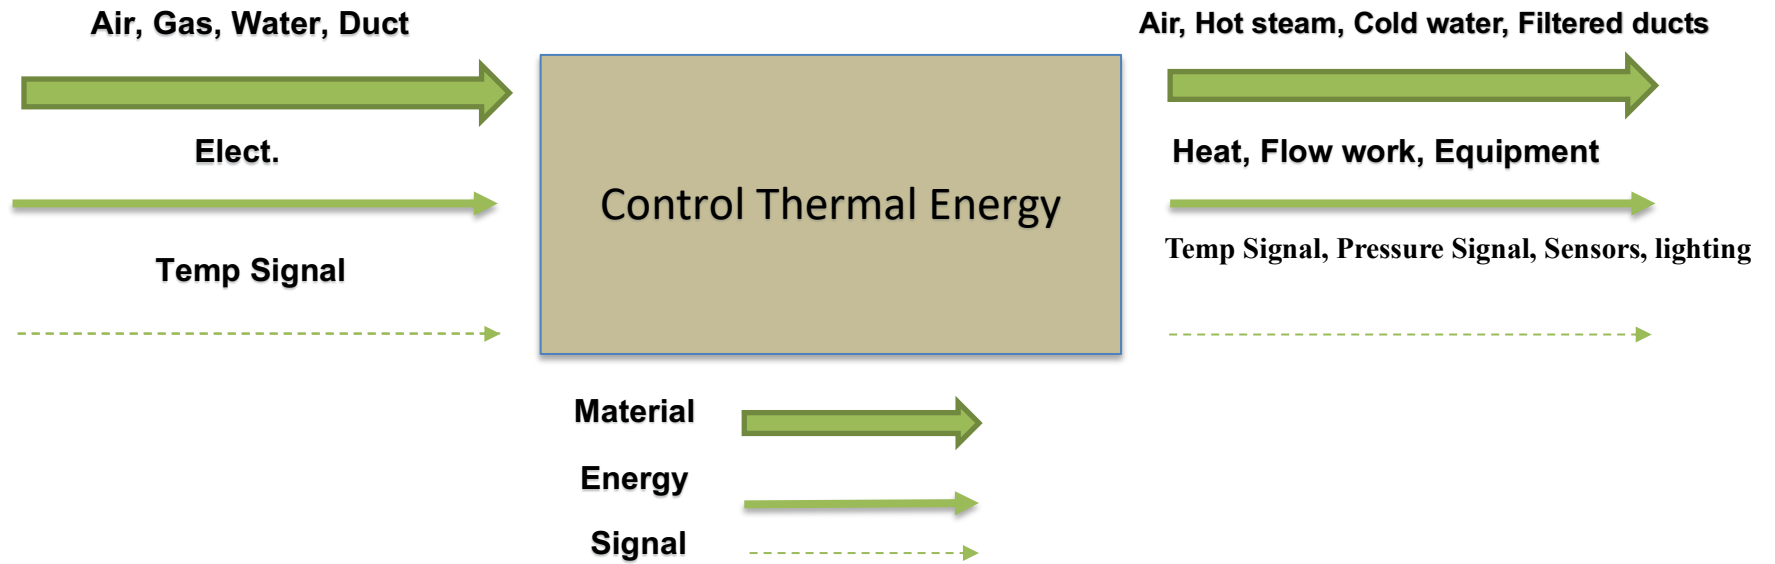 Air, Gas, Water, Duct
Elect.
Temp Signal
Control Thermal Energy
Air, Hot steam, Cold water, Filtered ducts
Heat, Flow work, Equipment
Temp Signal, Pressure Signal, Sensors, lighting
Material
Energy
Signal